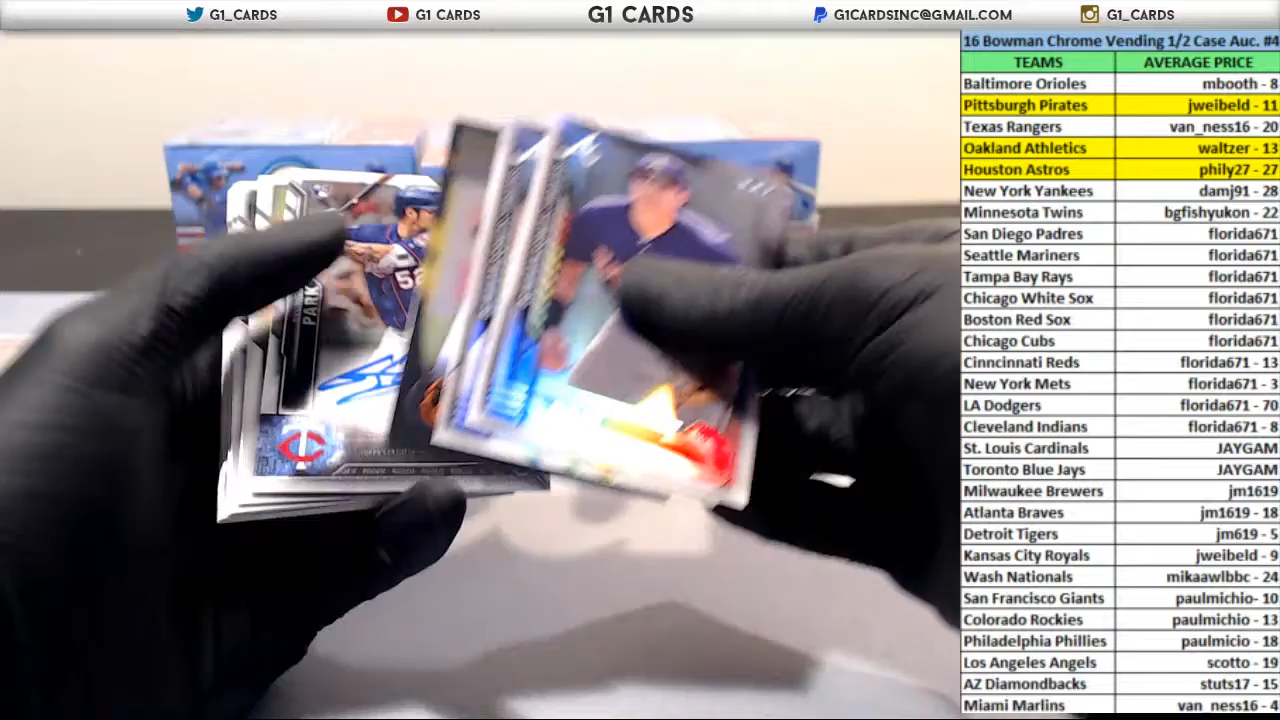 G1_CARDS G1 CARDS G1 CARDS G1CARDSINC@GMAIL.COM G1_CARDS
16 Bowman Chrome Vending 1/2 Case Auc. #4
TEAMS AVERAGE PRICE
Baltimore Orioles mbooth - 8
Pittsburgh Pirates jweibeld - 11
Texas Rangers van_ness16 - 20
Oakland Athletics waltzer - 13
Houston Astros phily27 - 27
New York Yankees damj91 - 28
Minnesota Twins bgfishyukon - 22
San Diego Padres florida671
Seattle Mariners florida671
Tampa Bay Rays florida671
Chicago White Sox florida671
Boston Red Sox florida671
Chicago Cubs florida671
Cinncinnati Reds florida671 - 13
New York Mets florida671 - 3
LA Dodgers florida671 - 70
Cleveland Indians florida671 - 8
St. Louis Cardinals JAYGAM
Toronto Blue Jays JAYGAM
Milwaukee Brewers jm1619
Atlanta Braves jm1619 - 18
Detroit Tigers jm619 - 5
Kansas City Royals jweibeld - 9
Wash Nationals mikaawlbbc - 24
San Francisco Giants paulmichio- 10
Colorado Rockies paulmichio - 13
Philadelphia Phillies paulmicio - 18
Los Angeles Angels scotto - 19
AZ Diamondbacks stuts17 - 15
Miami Marlins van_ness16 - 4
PARK
52